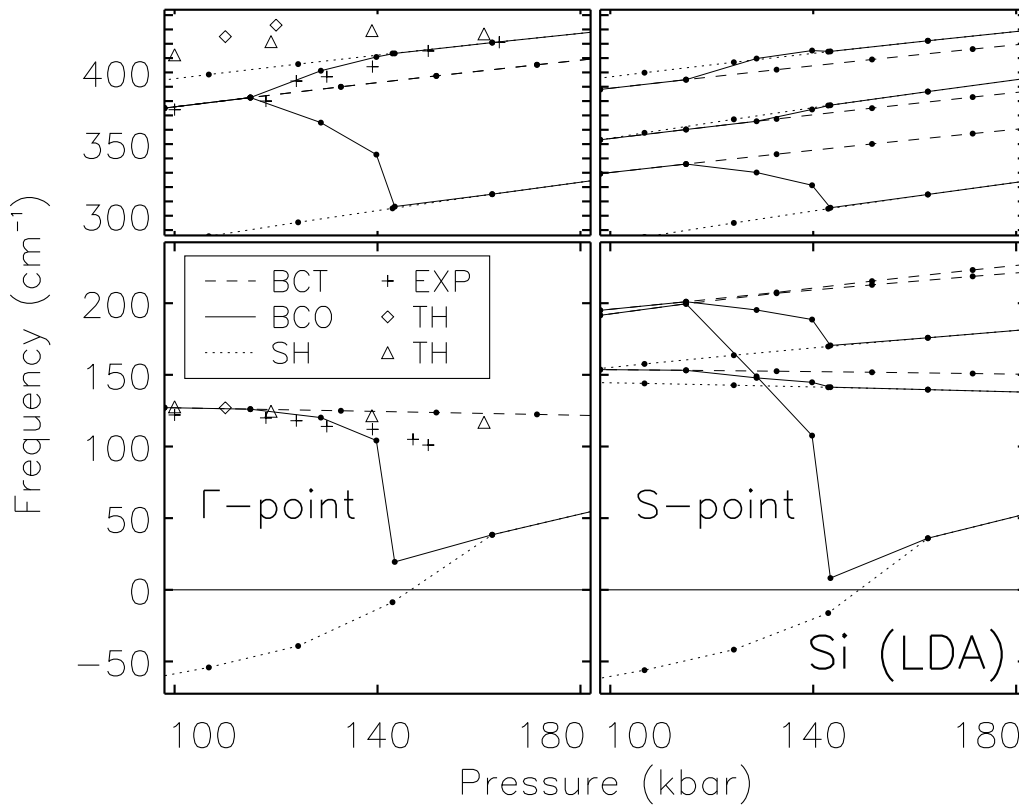 400
350
300
Frequency (cm⁻¹)
200
150
100
50
0
−50
BCT
BCO
SH
EXP
TH
TH
Γ−point
S−point
Si (LDA)
100 140 180 100 140 180
Pressure (kbar)